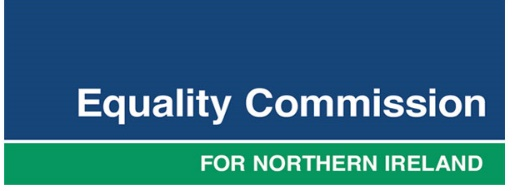 Equality Commission
FOR NORTHERN IRELAND